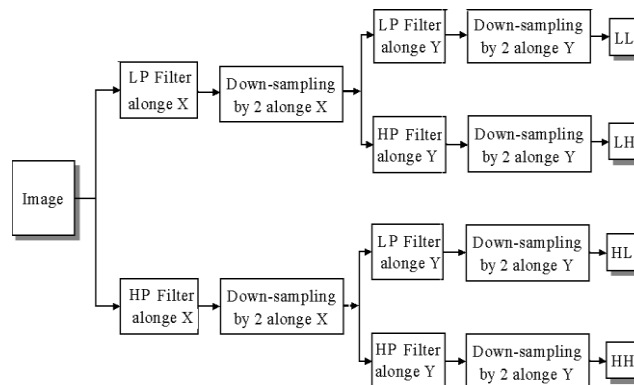 LP Filter
alonge Y
Down-sampling
by 2 alonge Y
LL
LP Filter
alonge X
Down-sampling
by 2 alonge X
HP Filter
alonge Y
Down-sampling
by 2 alonge Y
LH
Image
LP Filter
alonge Y
Down-sampling
by 2 alonge Y
HL
HP Filter
alonge X
Down-sampling
by 2 alonge X
HP Filter
alonge Y
Down-sampling
by 2 alonge Y
HH